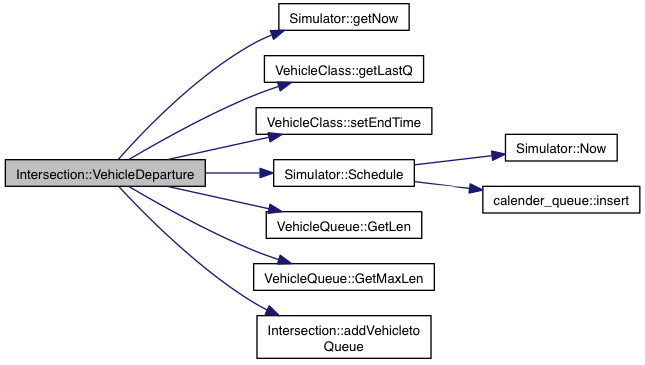 Simulator::getNow
VehicleClass::getLastQ
VehicleClass::setEndTime
Simulator::Now
Intersection::VehicleDeparture
Simulator::Schedule
calender_queue::insert
VehicleQueue::GetLen
VehicleQueue::GetMaxLen
Intersection::addVehicleto
Queue